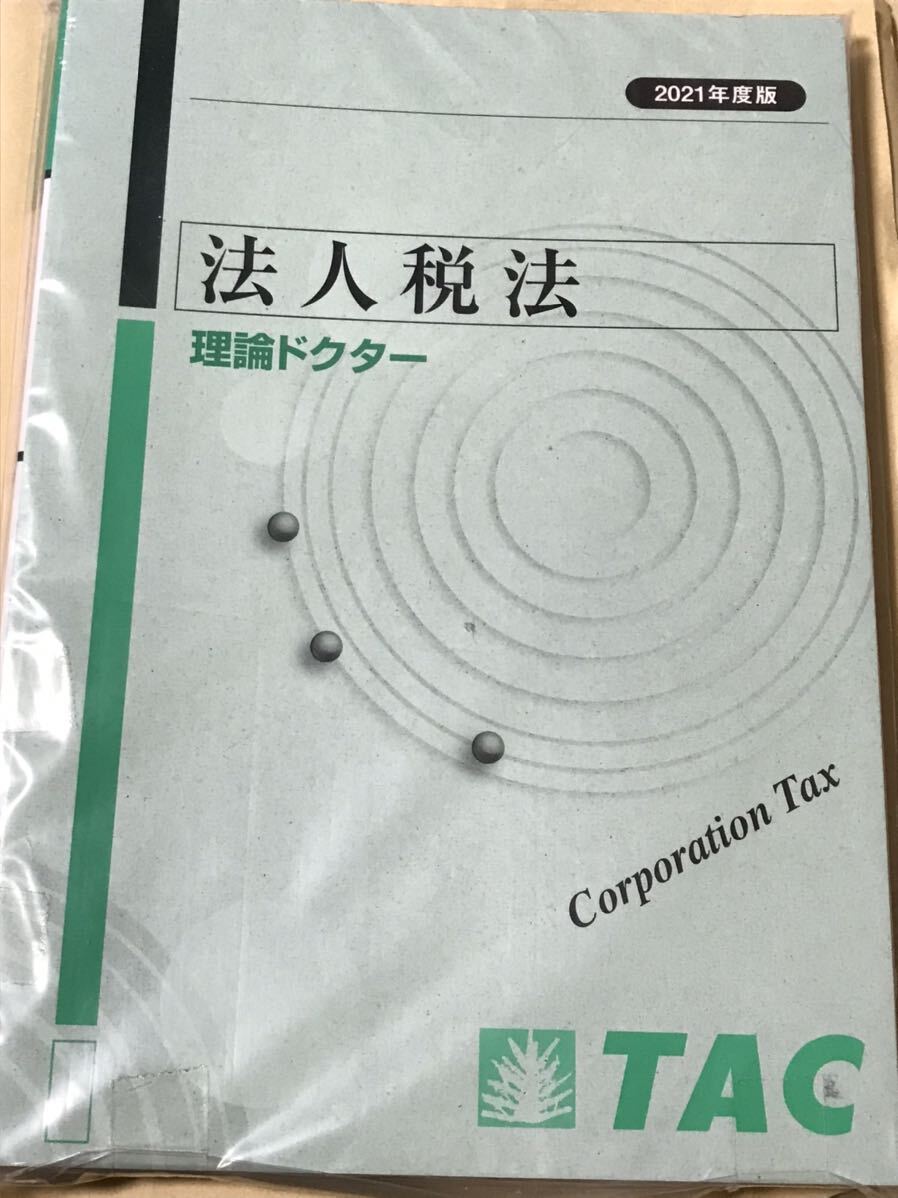 2021年度版
法人税法
理論ドクター
Corporation Tax
TAC